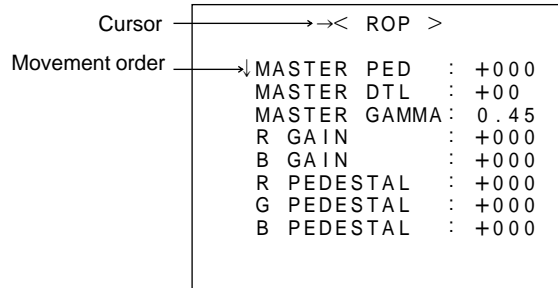 Cursor →< ROP >
Movement order ↓MASTER PED : +000
MASTER DTL : +00
MASTER GAMMA: 0.45
R GAIN : +000
B GAIN : +000
R PEDESTAL : +000
G PEDESTAL : +000
B PEDESTAL : +000